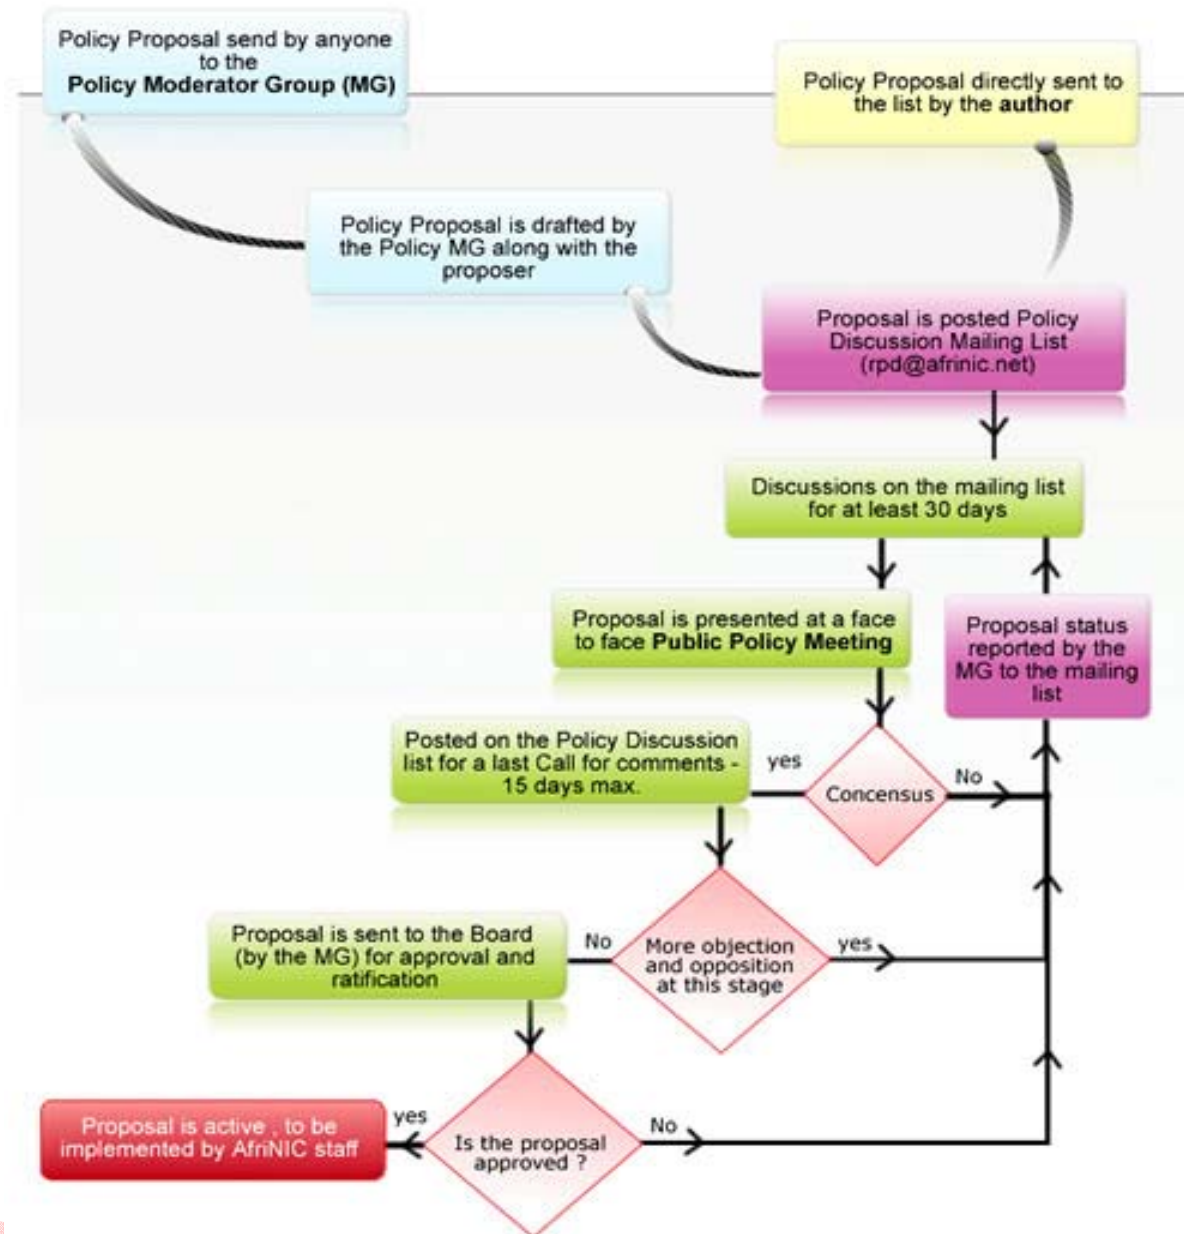 Policy Proposal send by anyone
to the
Policy Moderator Group (MG)
Policy Proposal directly sent to
the list by the author
Policy Proposal is drafted by
the Policy MG along with the
proposer
Proposal is posted Policy
Discussion Mailing List
(rpd@afrinic.net)
Discussions on the mailing list
for at least 30 days
Proposal is presented at a face
to face Public Policy Meeting
Proposal status
reported by the
MG to the mailing
list
Posted on the Policy Discussion
list for a last Call for comments -
15 days max.
yes
Concensus
No
Proposal is sent to the Board
(by the MG) for approval and
ratification
No
More objection
and opposition
at this stage
yes
Proposal is active , to be
implemented by AfriNIC staff
yes
Is the proposal
approved ?
No